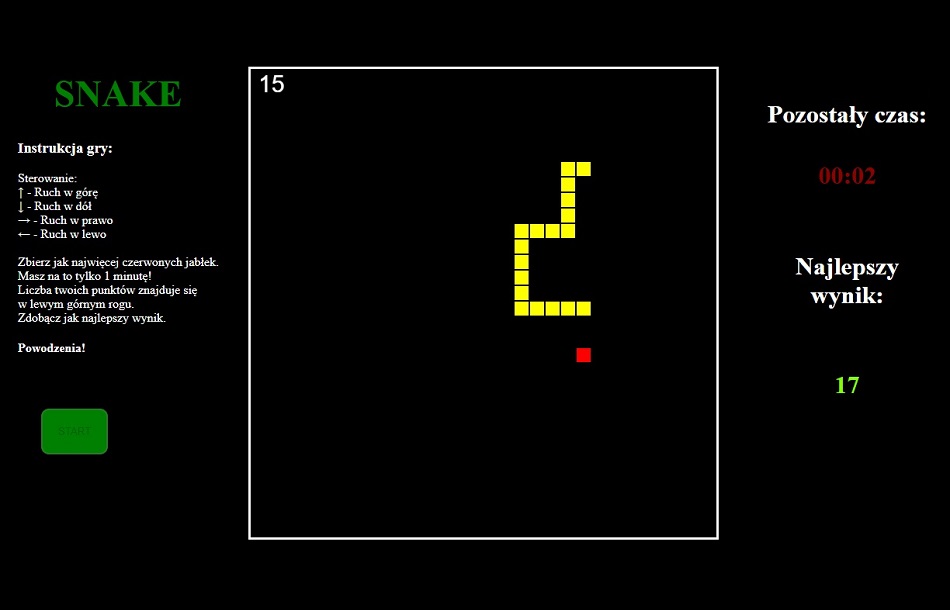 SNAKE
Instrukcja gry:
Sterowanie:
↑ - Ruch w górę
↓ - Ruch w dół
→ - Ruch w prawo
← - Ruch w lewo
Zbierz jak najwięcej czerwonych jabłek.
Masz na to tylko 1 minutę!
Liczba twoich punktów znajduje się
w lewym górnym rogu.
Zdobącz jak najlepszy wynik.
Powodzenia!
START
15
Pozostały czas:
00:02
Najlepszy
wynik:
17